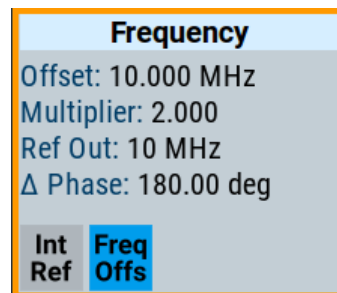 Frequency
Offset: 10.000 MHz
Multiplier: 2.000
Ref Out: 10 MHz
Δ Phase: 180.00 deg
Int Freq
Ref Offs